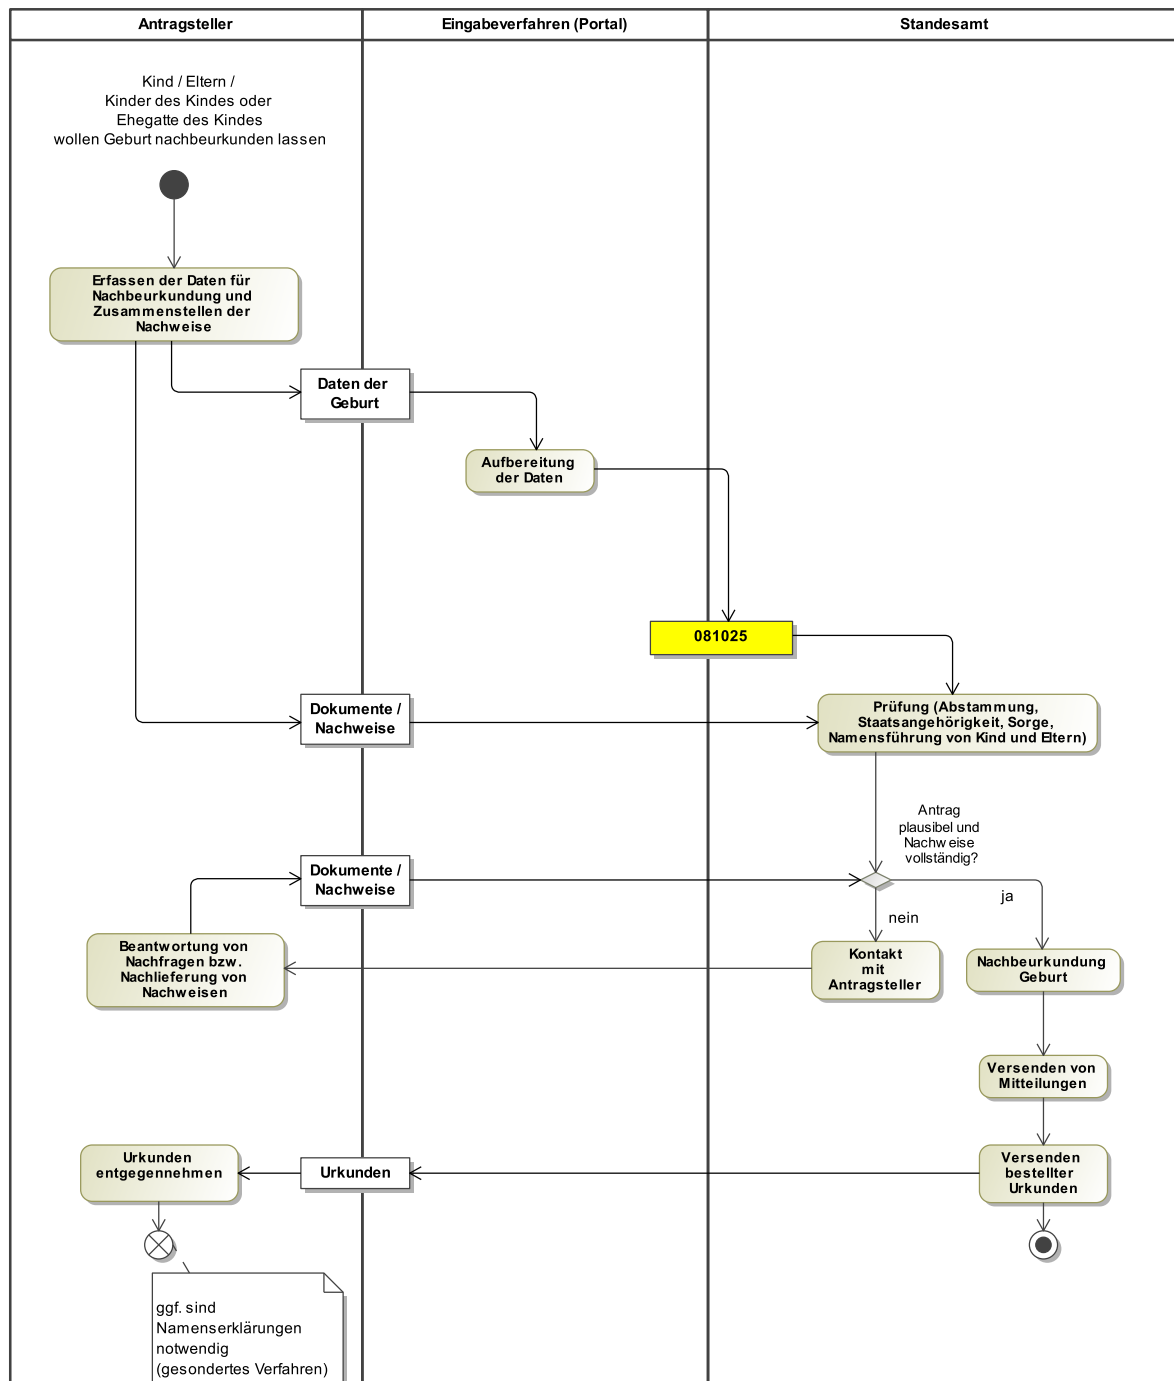 Antragsteller
Eingabeverfahren (Portal)
Standesamt
Kind / Eltern /
Kinder des Kindes oder
Ehegatte des Kindes
wollen Geburt nachbeurkunden lassen
Erfassen der Daten für
Nachbeurkundung und
Zusammenstellen der
Nachweise
Daten der
Geburt
Aufbereitung
der Daten
081025
Dokumente /
Nachweise
Prüfung (Abstammung,
Staatsangehörigkeit, Sorge,
Namensführung von Kind und Eltern)
Antrag
plausibel und
Nachweise
vollständig?
Dokumente /
Nachweise
ja
nein
Beantwortung von
Nachfragen bzw.
Nachlieferung von
Nachweisen
Kontakt
mit
Antragsteller
Nachbeurkundung
Geburt
Versenden von
Mitteilungen
Urkunden
entgegennehmen
Urkunden
Versenden
bestellter
Urkunden
ggf. sind
Namenserklärungen
notwendig
(gesondertes Verfahren)